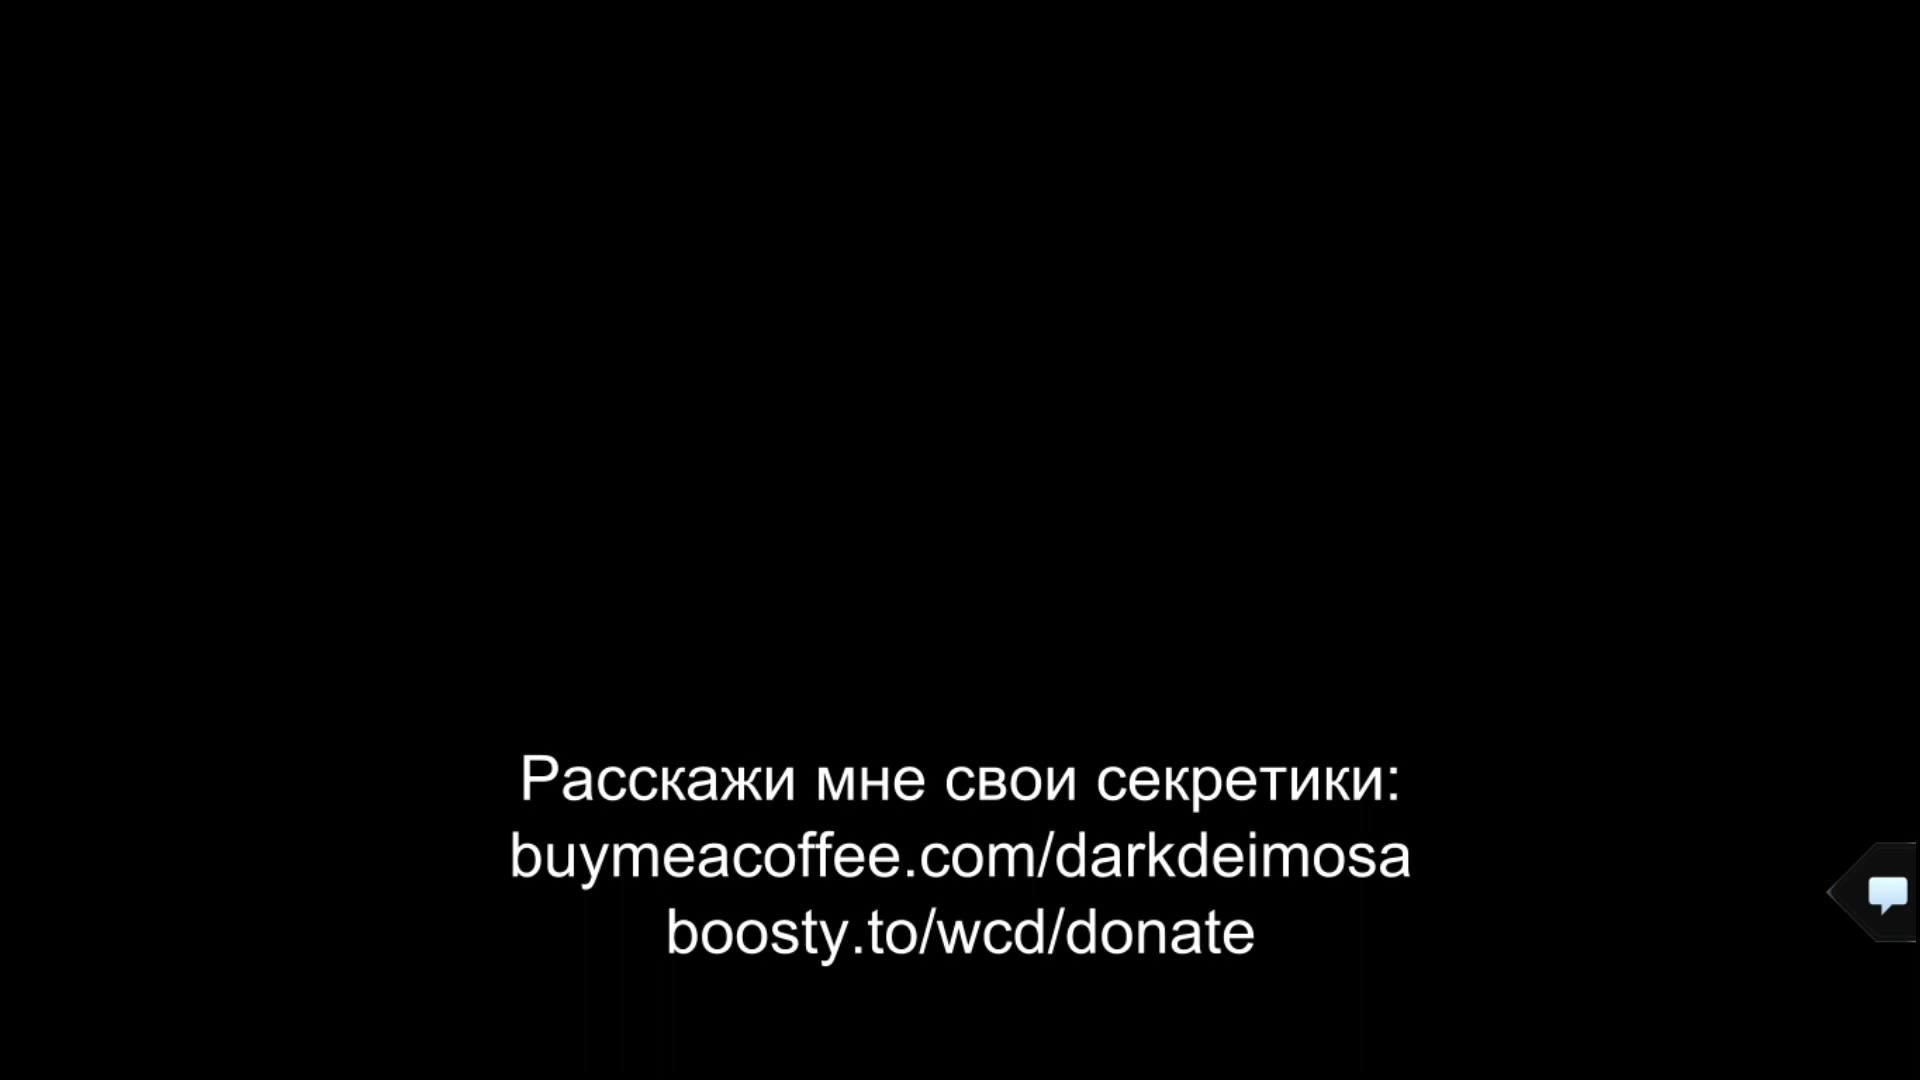 Расскажи мне свои секретики:
buymeacoffee.com/darkdeimosa
boosty.to/wcd/donate